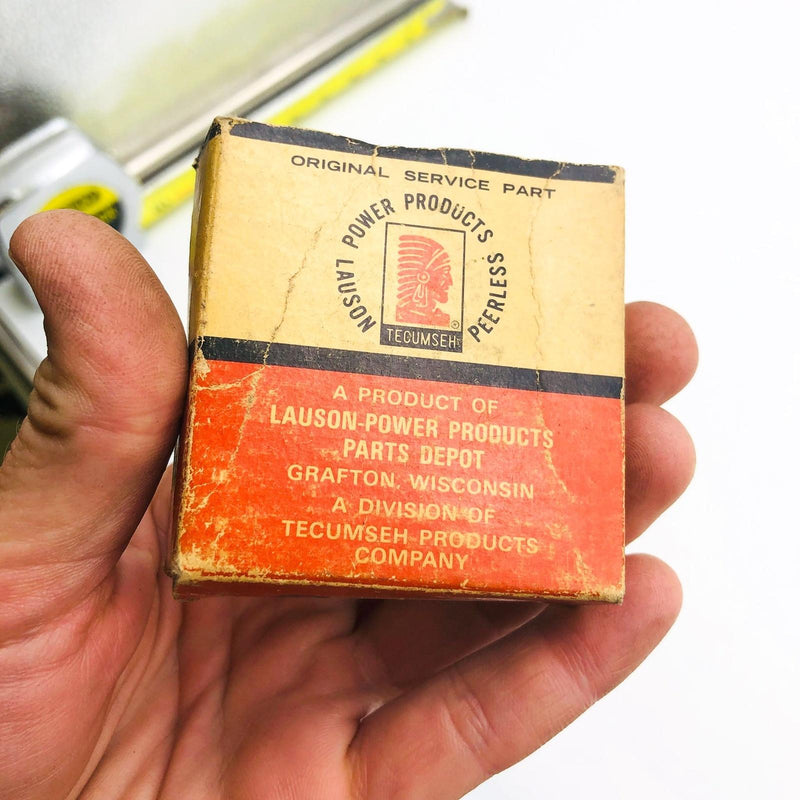 ORIGINAL SERVICE PART
LAUSON POWER PRODUCTS PEERLESS
TECUMSEH
®
A PRODUCT OF
LAUSON-POWER PRODUCTS
PARTS DEPOT
GRAFTON, WISCONSIN
A DIVISION OF
TECUMSEH PRODUCTS
COMPANY